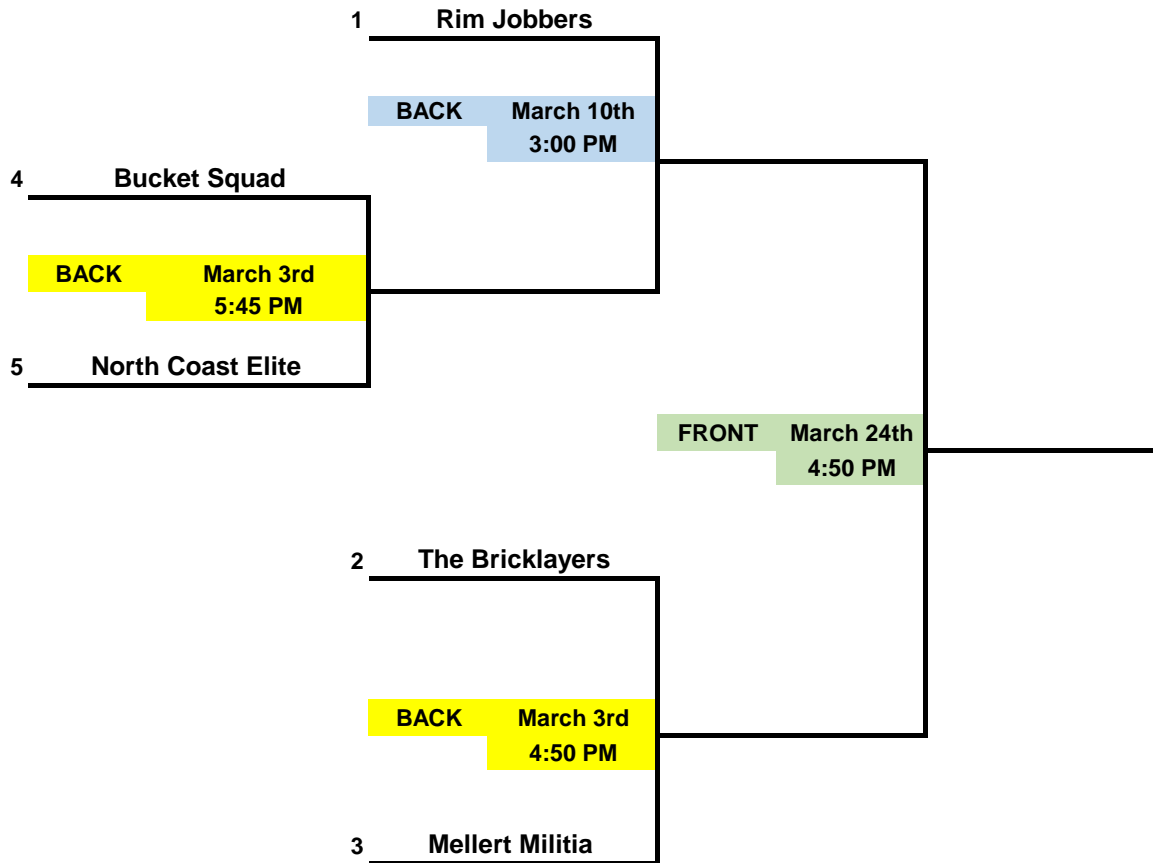 1 Rim Jobbers
BACK March 10th
3:00 PM
4 Bucket Squad
BACK March 3rd
5:45 PM
5 North Coast Elite
FRONT March 24th
4:50 PM
2 The Bricklayers
BACK March 3rd
4:50 PM
3 Mellert Militia